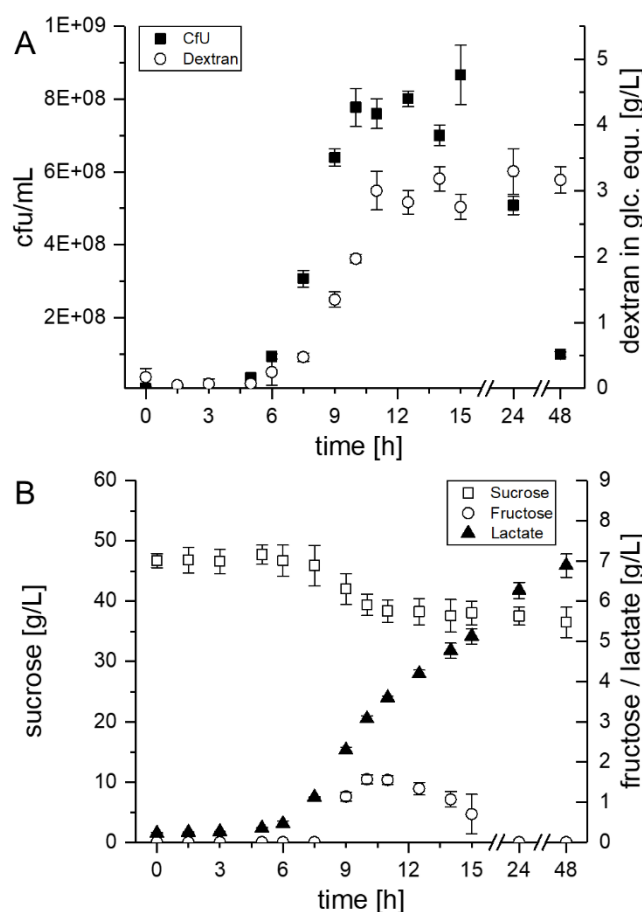 A
CfU
Dextran
1E+09
8E+08
6E+08
4E+08
2E+08
cfu/mL
5
4
3
2
1
0
dextran in glc. equ. [g/L]
0 3 6 9 12 15 24 48
time [h]
B
Sucrose
Fructose
Lactate
60
50
40
30
20
10
0
sucrose [g/L]
9
8
7
6
5
4
3
2
1
0
fructose / lactate [g/L]
0 3 6 9 12 15 24 48
time [h]